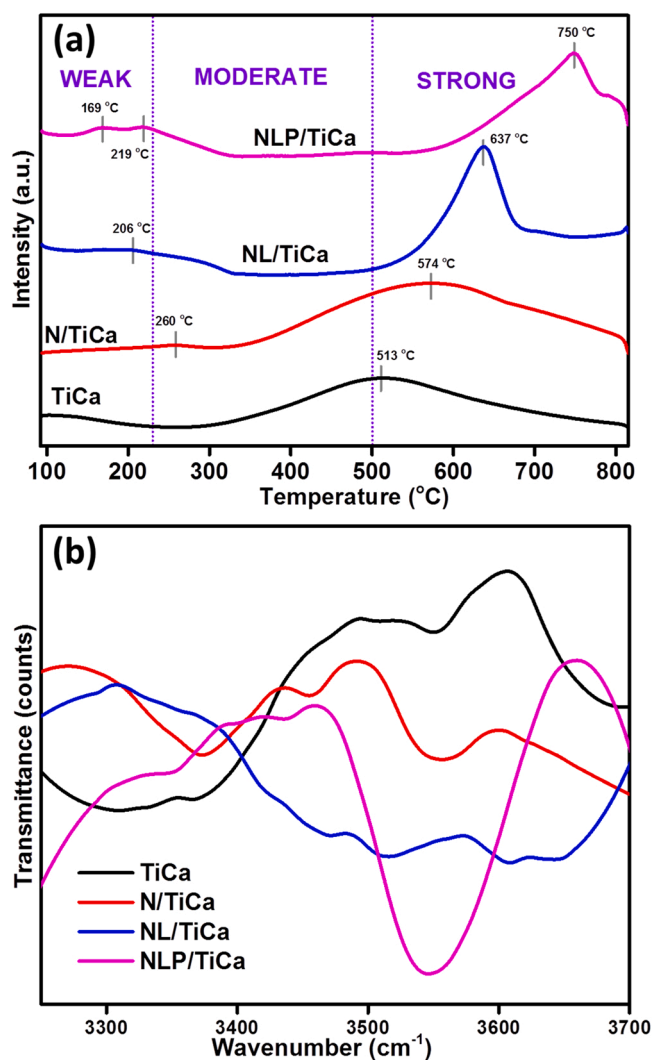 (a)
750 °C
WEAK MODERATE STRONG
169 °C
219 °C
NLP/TiCa
637 °C
206 °C
NL/TiCa
574 °C
260 °C
N/TiCa
513 °C
TiCa
Intensity (a.u.)
100 200 300 400 500 600 700 800
Temperature (°C)
(b)
Transmittance (counts)
TiCa
N/TiCa
NL/TiCa
NLP/TiCa
3300 3400 3500 3600 3700
Wavenumber (cm⁻¹)